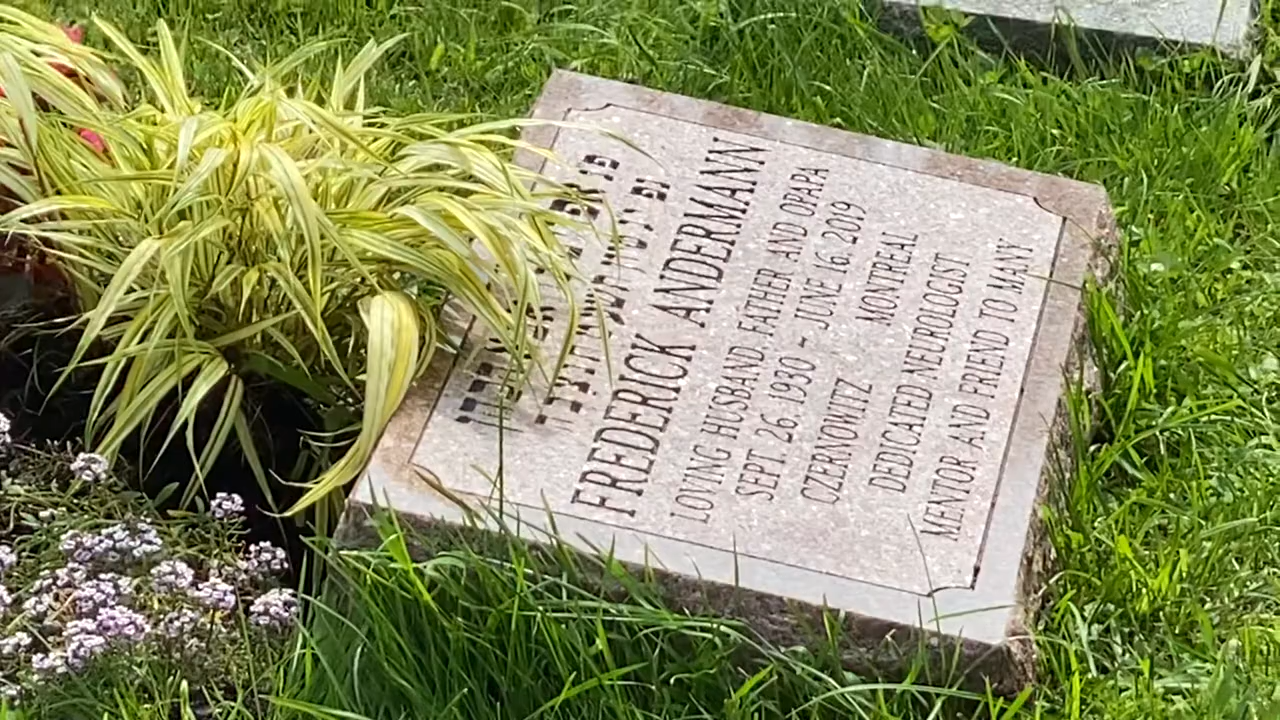 פנ
FREDERICK ANDERMANN
LOVING HUSBAND, FATHER AND OPAPA
SEPT. 26, 1930 ~ JUNE 16, 2019
CZERNOWITZ MONTREAL
DEDICATED NEUROLOGIST
MENTOR AND FRIEND TO MANY